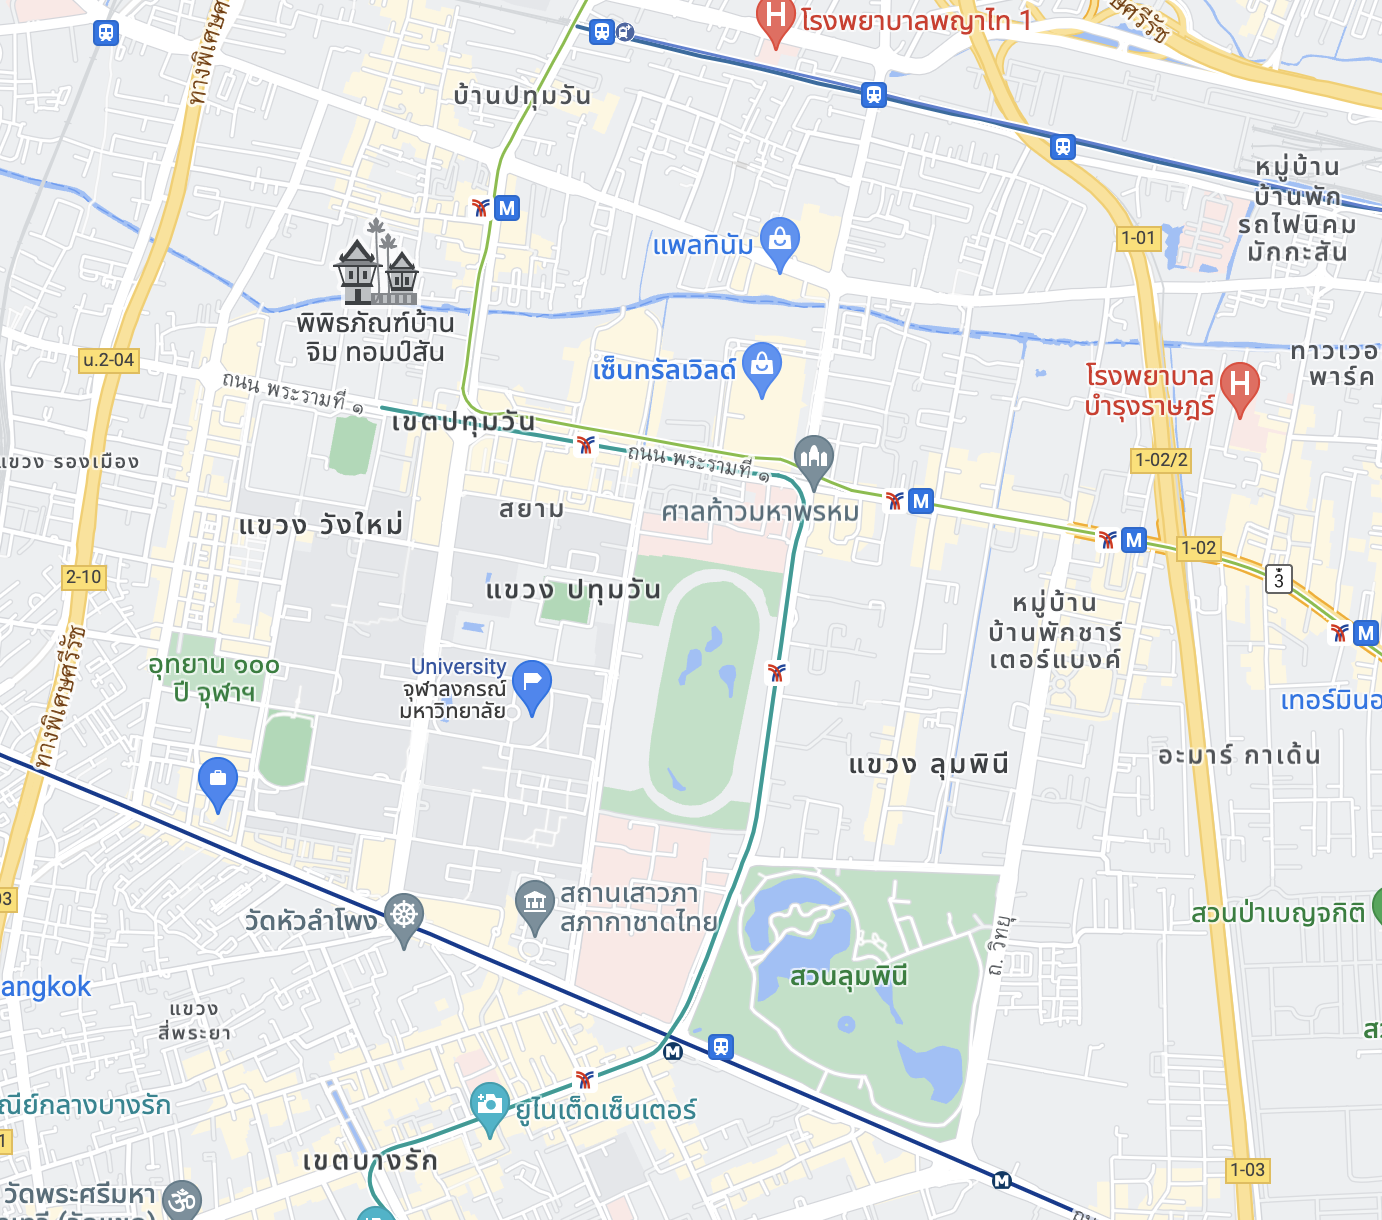 โรงพยาบาลพญาไท 1
ทางพิเศษศรี
ศรีรัช
บ้านปทุมวัน
หมู่บ้าน
บ้านพัก
รถไฟนิคม
มักกะสัน
M
แพลทินัม
1-01
พิพิธภัณฑ์บ้าน
จิม ทอมป์สัน
น.2-04
ทาวเวอ
พาร์ค
เซ็นทรัลเวิลด์
โรงพยาบาล
บำรุงราษฎร์
ถนน พระรามที่ ๑
เขตปทุมวัน
แขวง รองเมือง
ถนน พระรามที่ ๑
1-02/2
สยาม
ศาลท้าวมหาพรหม
M
แขวง วังใหม่
M
1-02
2-10
3
แขวง ปทุมวัน
หมู่บ้าน
บ้านพักชาร์
เตอร์แบงค์
M
อุทยาน ๑๐๐
ปี จุฬาฯ
University
จุฬาลงกรณ์
มหาวิทยาลัย
ทางพิเศษศรีรัช
เทอร์มินอ
แขวง ลุมพินี
อะมาร์ กาเด้น
03
วัดหัวลำโพง
สถานเสาวภา
สภากาชาดไทย
สวนป่าเบญจกิติ
ถ. วิทยุ
สวนลุมพินี
angkok
แขวง
สี่พระยา
M
ณีย์กลางบางรัก
ยูไนเต็ดเซ็นเตอร์
1
เขตบางรัก
1-03
M
วัดพระศรีมหา